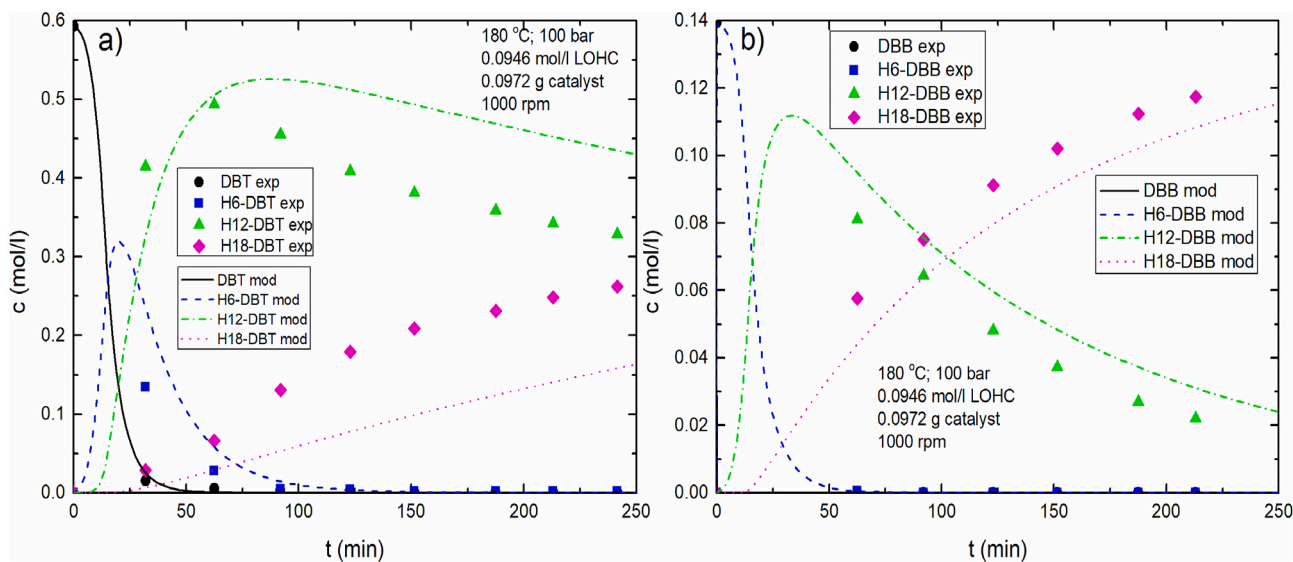 a)
180 °C; 100 bar
0.0946 mol/l LOHC
0.0972 g catalyst
1000 rpm
DBT exp
H6-DBT exp
H12-DBT exp
H18-DBT exp
DBT mod
H6-DBT mod
H12-DBT mod
H18-DBT mod
c (mol/l)
0.6
0.5
0.4
0.3
0.2
0.1
0.0
0 50 100 150 200 250
t (min)
b)
DBB exp
H6-DBB exp
H12-DBB exp
H18-DBB exp
DBB mod
H6-DBB mod
H12-DBB mod
H18-DBB mod
180 °C; 100 bar
0.0946 mol/l LOHC
0.0972 g catalyst
1000 rpm
c (mol/l)
0.14
0.12
0.10
0.08
0.06
0.04
0.02
0.00
0 50 100 150 200 250
t (min)